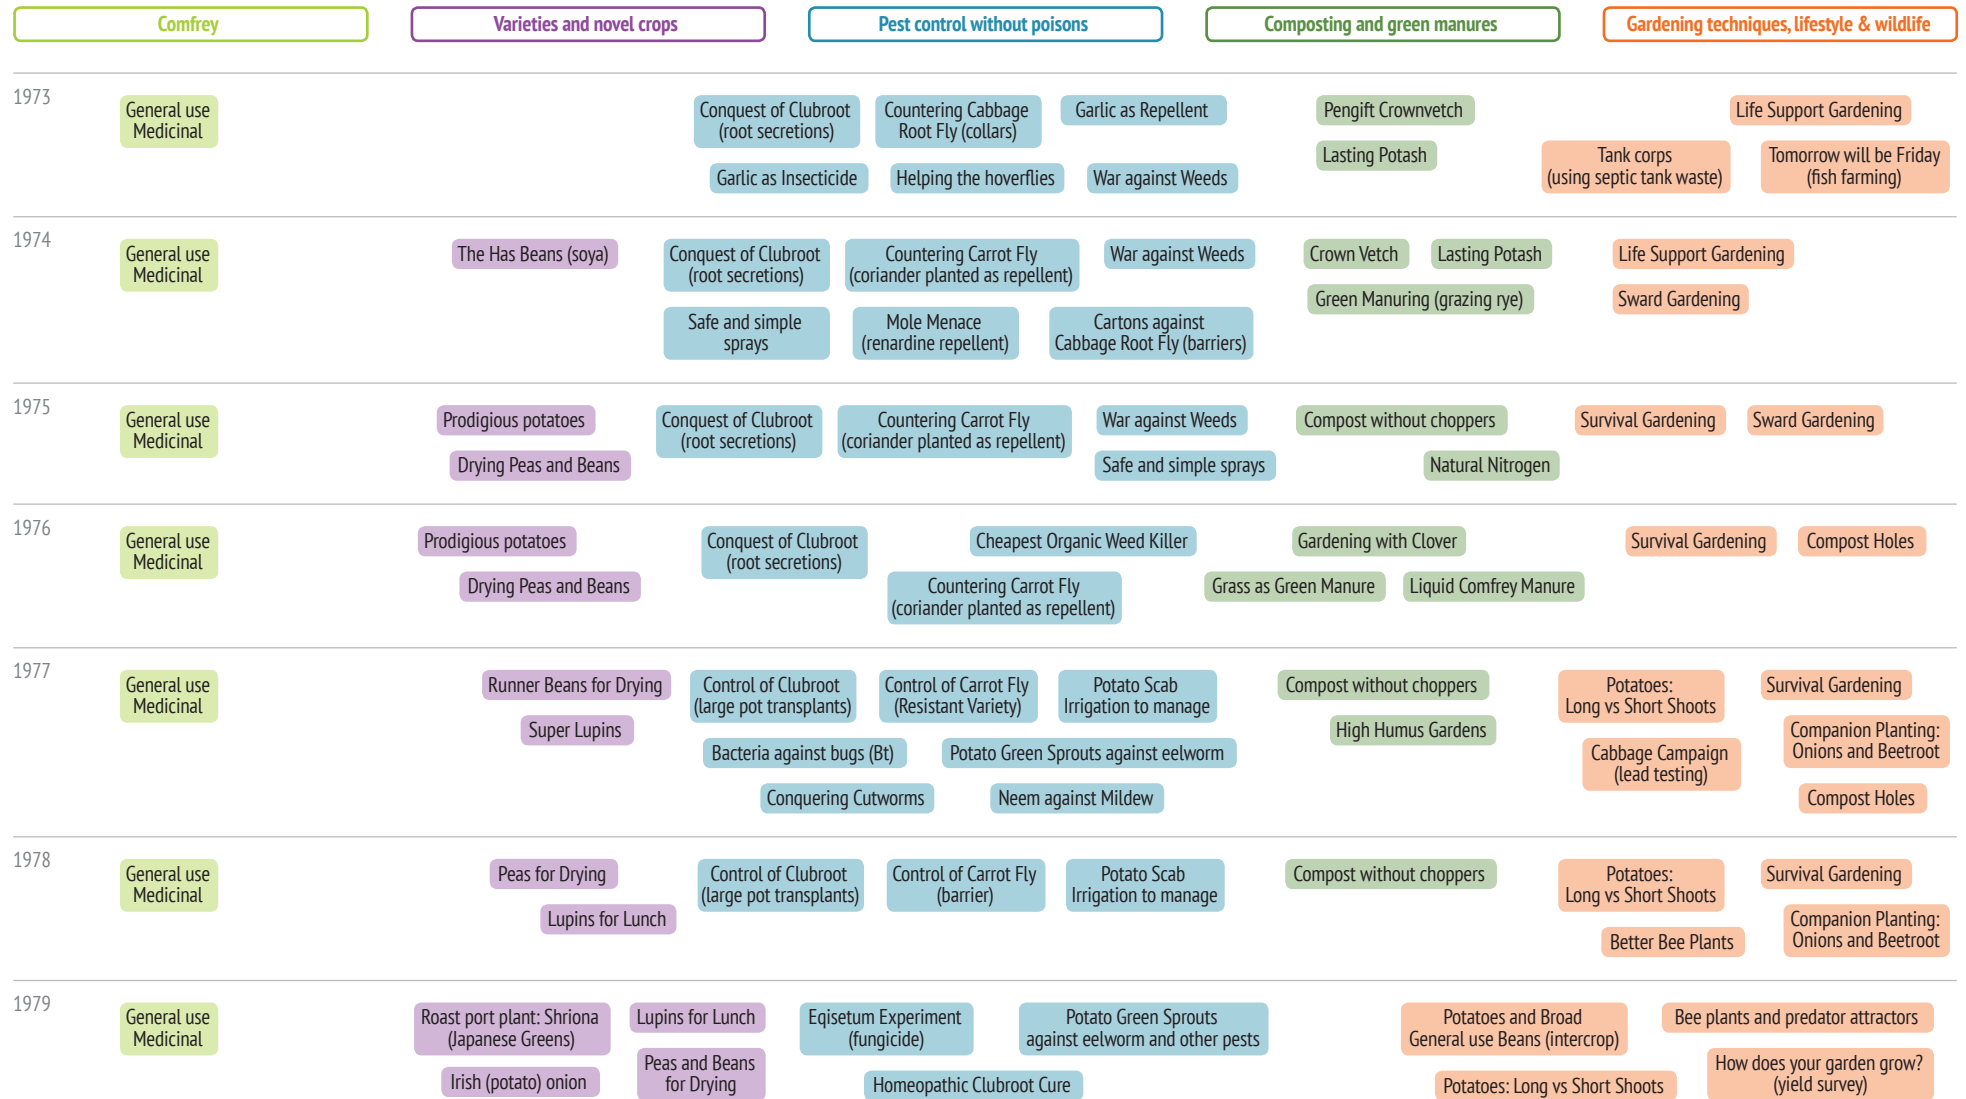 Comfrey
Varieties and novel crops
Pest control without poisons
Composting and green manures
Gardening techniques, lifestyle & wildlife
1973
General use
Medicinal
Conquest of Clubroot
(root secretions)
Countering Cabbage
Root Fly (collars)
Garlic as Repellent
Garlic as Insecticide
Helping the hoverflies
War against Weeds
Pengift Crownvetch
Lasting Potash
Life Support Gardening
Tank corps
(using septic tank waste)
Tomorrow will be Friday
(fish farming)
1974
General use
Medicinal
The Has Beans (soya)
Conquest of Clubroot
(root secretions)
Countering Carrot Fly
(coriander planted as repellent)
War against Weeds
Safe and simple
sprays
Mole Menace
(renardine repellent)
Cartons against
Cabbage Root Fly (barriers)
Crown Vetch
Lasting Potash
Green Manuring (grazing rye)
Life Support Gardening
Sward Gardening
1975
General use
Medicinal
Prodigious potatoes
Drying Peas and Beans
Conquest of Clubroot
(root secretions)
Countering Carrot Fly
(coriander planted as repellent)
War against Weeds
Safe and simple sprays
Compost without choppers
Natural Nitrogen
Survival Gardening
Sward Gardening
1976
General use
Medicinal
Prodigious potatoes
Drying Peas and Beans
Conquest of Clubroot
(root secretions)
Cheapest Organic Weed Killer
Countering Carrot Fly
(coriander planted as repellent)
Gardening with Clover
Grass as Green Manure
Liquid Comfrey Manure
Survival Gardening
Compost Holes
1977
General use
Medicinal
Runner Beans for Drying
Super Lupins
Control of Clubroot
(large pot transplants)
Control of Carrot Fly
(Resistant Variety)
Potato Scab
Irrigation to manage
Bacteria against bugs (Bt)
Potato Green Sprouts against eelworm
Conquering Cutworms
Neem against Mildew
Compost without choppers
High Humus Gardens
Potatoes:
Long vs Short Shoots
Survival Gardening
Cabbage Campaign
(lead testing)
Companion Planting:
Onions and Beetroot
Compost Holes
1978
General use
Medicinal
Peas for Drying
Lupins for Lunch
Control of Clubroot
(large pot transplants)
Control of Carrot Fly
(barrier)
Potato Scab
Irrigation to manage
Compost without choppers
Potatoes:
Long vs Short Shoots
Survival Gardening
Better Bee Plants
Companion Planting:
Onions and Beetroot
1979
General use
Medicinal
Roast port plant: Shriona
(Japanese Greens)
Lupins for Lunch
Irish (potato) onion
Peas and Beans
for Drying
Eqisetum Experiment
(fungicide)
Potato Green Sprouts
against eelworm and other pests
Homeopathic Clubroot Cure
Potatoes and Broad
General use Beans (intercrop)
Bee plants and predator attractors
Potatoes: Long vs Short Shoots
How does your garden grow?
(yield survey)